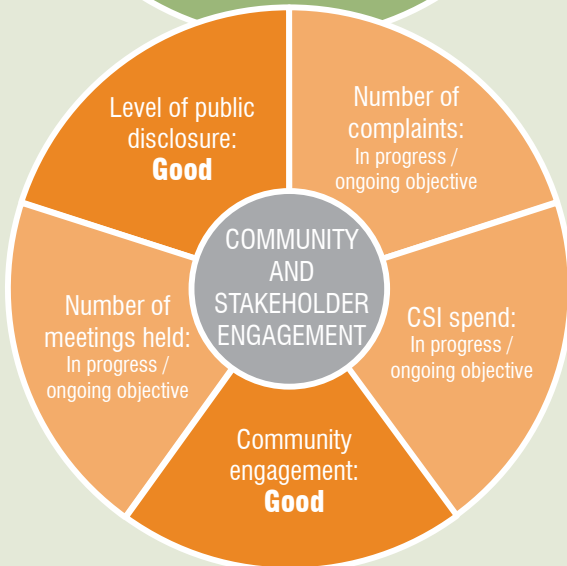 Level of public
disclosure:
Good
Number of
complaints:
In progress /
ongoing objective
COMMUNITY
AND
STAKEHOLDER
ENGAGEMENT
Number of
meetings held:
In progress /
ongoing objective
CSI spend:
In progress /
ongoing objective
Community
engagement:
Good